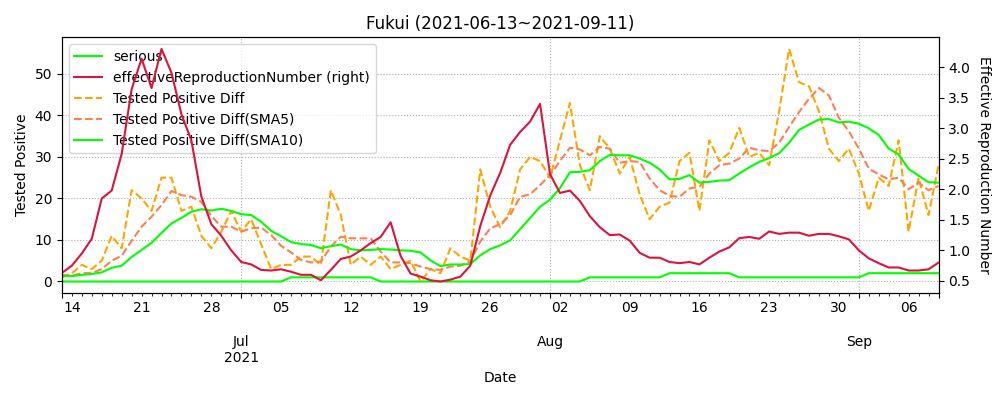 Fukui (2021-06-13~2021-09-11)
serious
effectiveReproductionNumber (right)
Tested Positive Diff
Tested Positive Diff(SMA5)
Tested Positive Diff(SMA10)
Tested Positive
50
40
30
20
10
0
4.0
3.5
3.0
2.5
2.0
1.5
1.0
0.5
Effective Reproduction Number
14 21 28 05 12 19 26 02 09 16 23 30 06
Jul Aug Sep
2021
Date